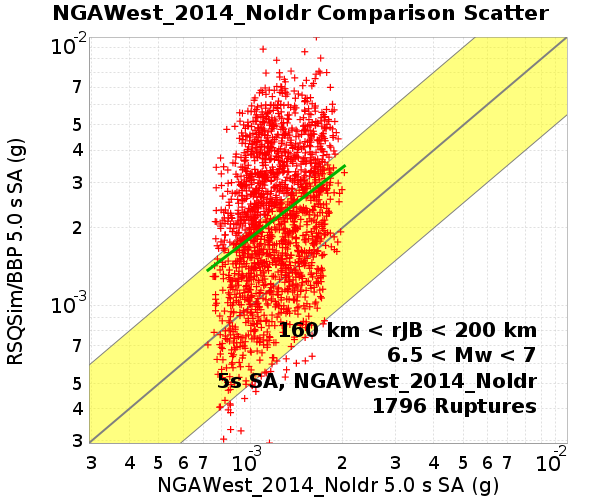 NGAWest_2014_NoIdr Comparison Scatter
10-2
7
5
4
3
2
10-3
7
5
4
3
RSQSim/BBP 5.0 s SA (g)
160 km < rJB < 200 km
6.5 < Mw < 7
5s SA, NGAWest_2014_NoIdr
1796 Ruptures
3 4 5 6 7 10-3 2 3 4 5 6 7 10-2
NGAWest_2014_NoIdr 5.0 s SA (g)